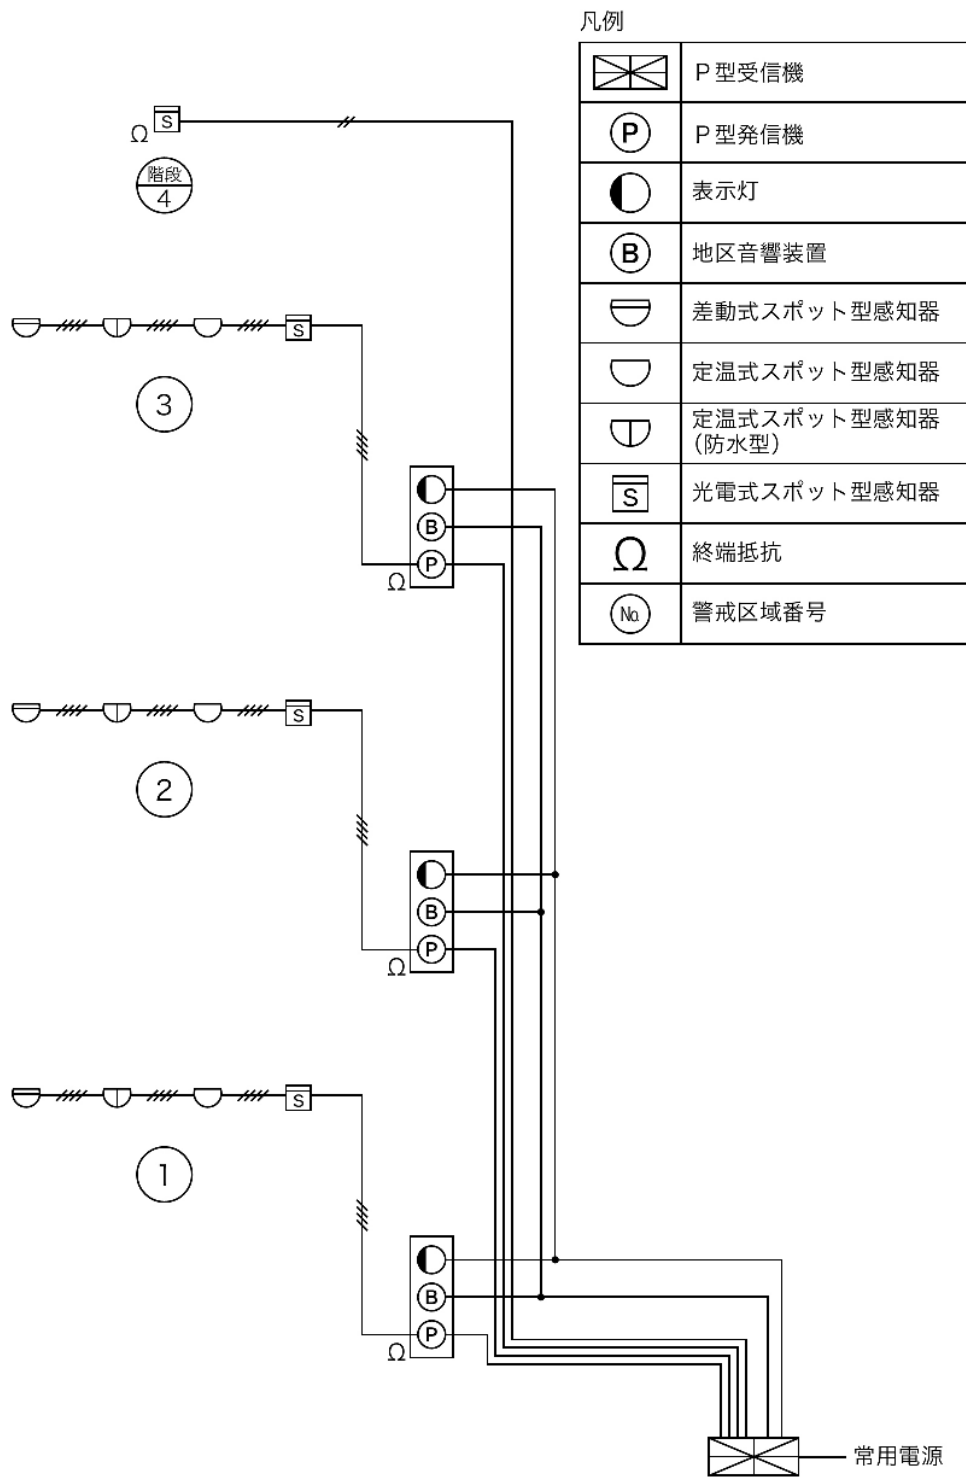 凡例
P型受信機
P
P型発信機
表示灯
B
地区音響装置
差動式スポット型感知器
定温式スポット型感知器
定温式スポット型感知器
(防水型)
S
光電式スポット型感知器
Ω
終端抵抗
No.
警戒区域番号
S
Ω
階段
4
S
3
B
P
Ω
S
2
B
P
Ω
S
1
B
P
Ω
常用電源